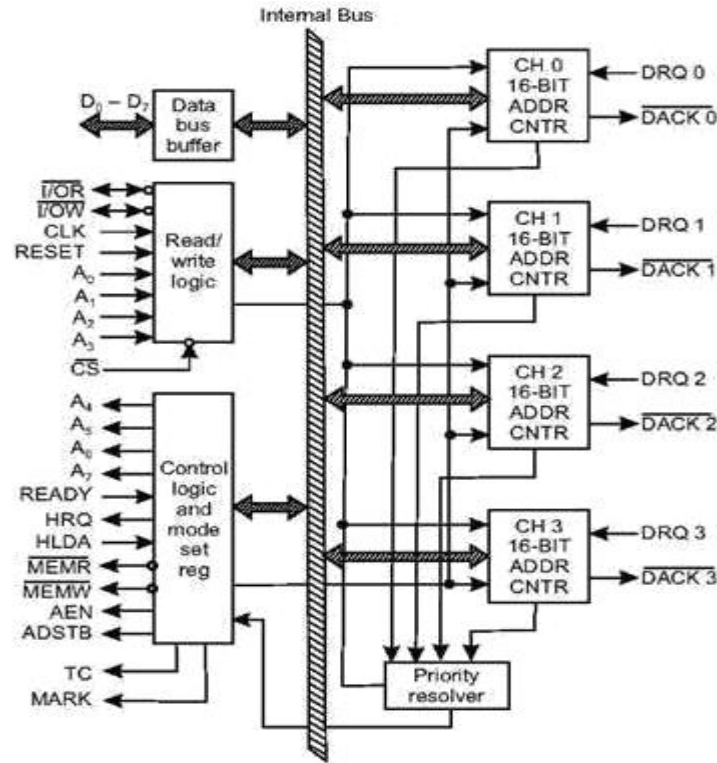 Internal Bus
D₀ – D₇
Data
bus
buffer
I/OR
I/OW
CLK
RESET
A₀
A₁
A₂
A₃
CS
Read/
write
logic
A₄
A₅
A₆
A₇
READY
HRQ
HLDA
MEMR
MEMW
AEN
ADSTB
TC
MARK
Control
logic
and
mode
set
reg
CH 0
16-BIT
ADDR
CNTR
DRQ 0
DACK 0
CH 1
16-BIT
ADDR
CNTR
DRQ 1
DACK 1
CH 2
16-BIT
ADDR
CNTR
DRQ 2
DACK 2
CH 3
16-BIT
ADDR
CNTR
DRQ 3
DACK 3
Priority
resolver